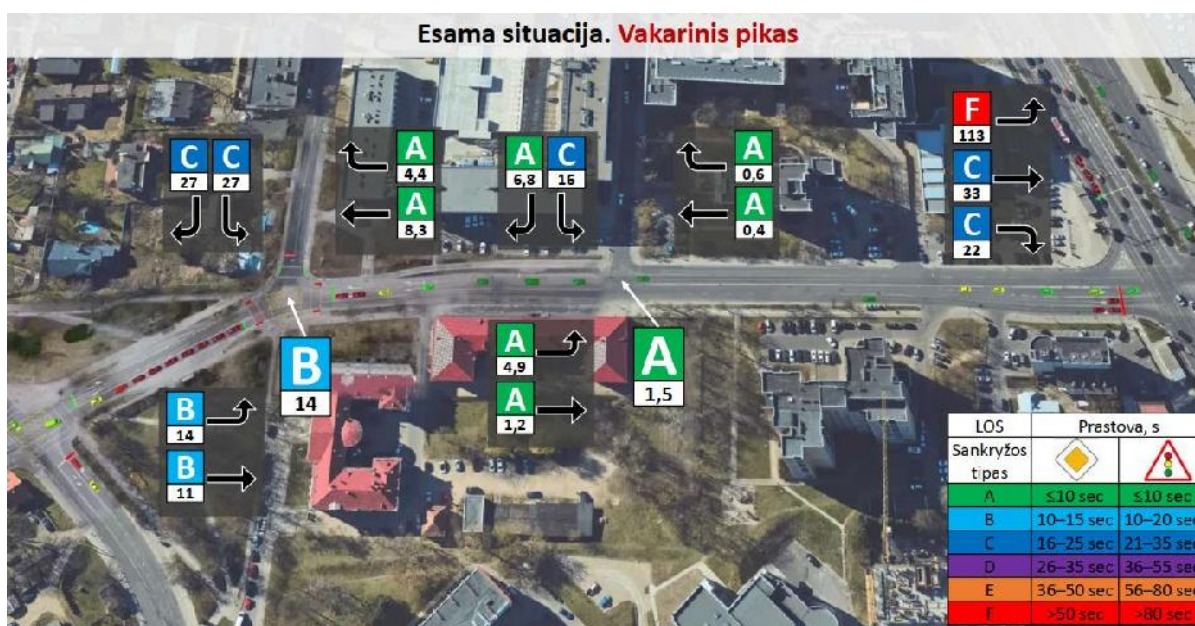 Esama situacija. Vakarinis pikas
C C
27 27
A
4,4
A
8,3
A C
6,8 16
A
0,6
A
0,4
F
113
C
33
C
22
B
14
A
1,5
A
4,9
A
1,2
B
14
B
11
LOS Prastova, s
Sankryžos
tipas
A ≤10 sec ≤10 sec
B 10–15 sec 10–20 sec
C 16–25 sec 21–35 sec
D 26–35 sec 36–55 sec
E 36–50 sec 56–80 sec
F >50 sec >80 sec